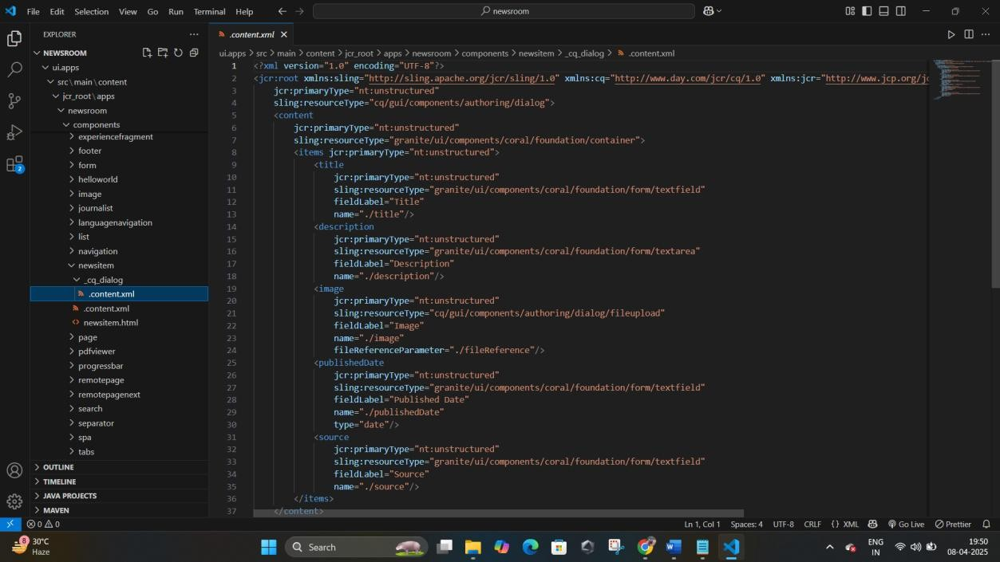 File Edit Selection View Go Run Terminal Help
newsroom
EXPLORER
.content.xml
NEWSROOM
ui.apps > src > main > content > jcr_root > apps > newsroom > components > newsitem > _cq_dialog > .content.xml
ui.apps
src\main\content
jcr_root\apps
newsroom
components
experiencefragment
footer
form
helloworld
image
journalist
languagenavigation
list
navigation
newsitem
_cq_dialog
.content.xml
.content.xml
newsitem.html
page
pdfviewer
progressbar
remotepage
remotepagenext
search
separator
spa
tabs
OUTLINE
TIMELINE
JAVA PROJECTS
MAVEN
2
1 <?xml version="1.0" encoding="UTF-8"?>
2 <jcr:root xmlns:sling="http://sling.apache.org/jcr/sling/1.0" xmlns:cq="http://www.day.com/jcr/cq/1.0" xmlns:jcr="http://www.jcp.org/jc
3 jcr:primaryType="nt:unstructured"
4 sling:resourceType="cq/gui/components/authoring/dialog">
5 <content
6 jcr:primaryType="nt:unstructured"
7 sling:resourceType="granite/ui/components/coral/foundation/container">
8 <items jcr:primaryType="nt:unstructured">
9 <title
10 jcr:primaryType="nt:unstructured"
11 sling:resourceType="granite/ui/components/coral/foundation/form/textfield"
12 fieldLabel="Title"
13 name="./title"/>
14 <description
15 jcr:primaryType="nt:unstructured"
16 sling:resourceType="granite/ui/components/coral/foundation/form/textarea"
17 fieldLabel="Description"
18 name="./description"/>
19 <image
20 jcr:primaryType="nt:unstructured"
21 sling:resourceType="cq/gui/components/authoring/dialog/fileupload"
22 fieldLabel="Image"
23 name="./image"
24 fileReferenceParameter="./fileReference"/>
25 <publishedDate
26 jcr:primaryType="nt:unstructured"
27 sling:resourceType="granite/ui/components/coral/foundation/form/textfield"
28 fieldLabel="Published Date"
29 name="./publishedDate"
30 type="date"/>
31 <source
32 jcr:primaryType="nt:unstructured"
33 sling:resourceType="granite/ui/components/coral/foundation/form/textfield"
34 fieldLabel="Source"
35 name="./source"/>
36 </items>
37 </content>
0 0 Ln 1, Col 1 Spaces: 4 UTF-8 CRLF {} XML Go Live Prettier
8 30°C
Haze
Search
ENG
IN
19:50
08-04-2025